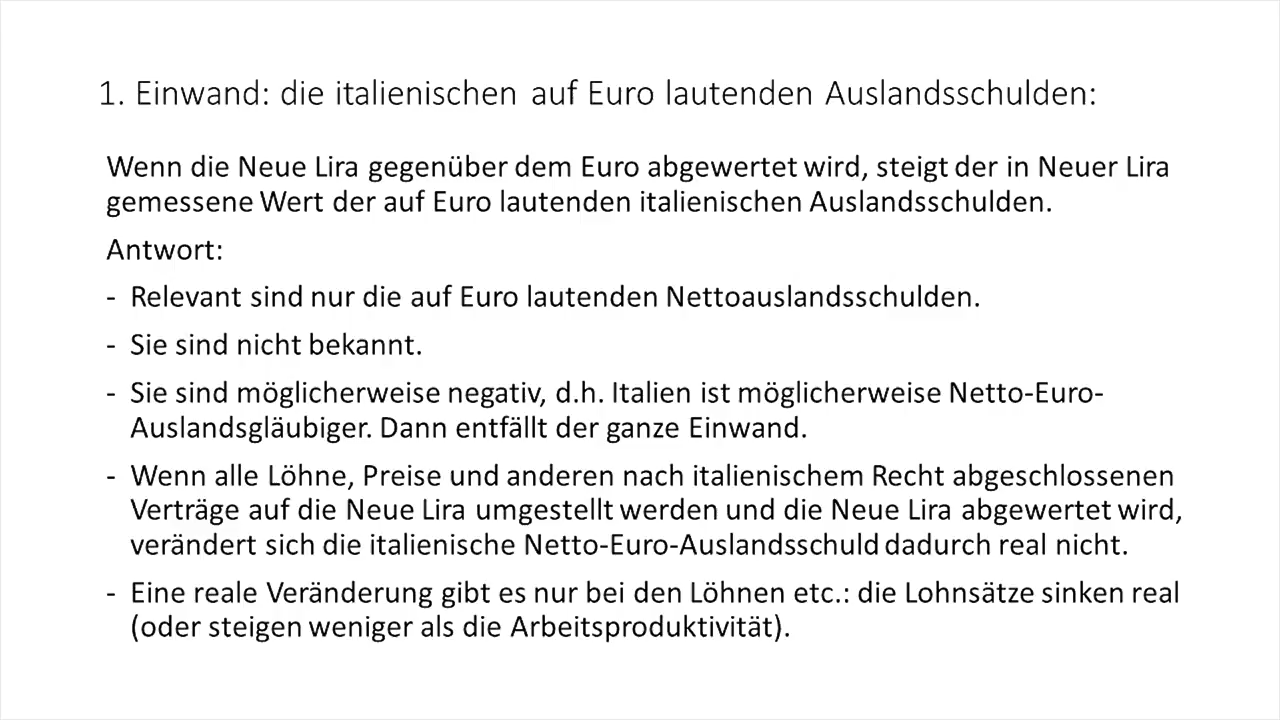 1. Einwand: die italienischen auf Euro lautenden Auslandsschulden:
Wenn die Neue Lira gegenüber dem Euro abgewertet wird, steigt der in Neuer Lira
gemessene Wert der auf Euro lautenden italienischen Auslandsschulden.
Antwort:
- Relevant sind nur die auf Euro lautenden Nettoauslandsschulden.
- Sie sind nicht bekannt.
- Sie sind möglicherweise negativ, d.h. Italien ist möglicherweise Netto-Euro-
Auslandsgläubiger. Dann entfällt der ganze Einwand.
- Wenn alle Löhne, Preise und anderen nach italienischem Recht abgeschlossenen
Verträge auf die Neue Lira umgestellt werden und die Neue Lira abgewertet wird,
verändert sich die italienische Netto-Euro-Auslandsschuld dadurch real nicht.
- Eine reale Veränderung gibt es nur bei den Löhnen etc.: die Lohnsätze sinken real
(oder steigen weniger als die Arbeitsproduktivität).